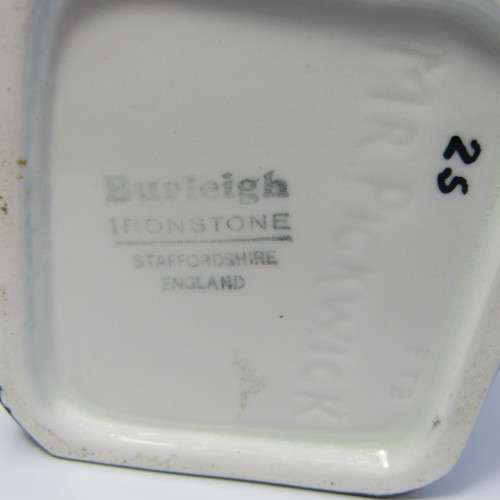 Burleigh
IRONSTONE
STAFFORDSHIRE
ENGLAND
MR PICKWICK
25